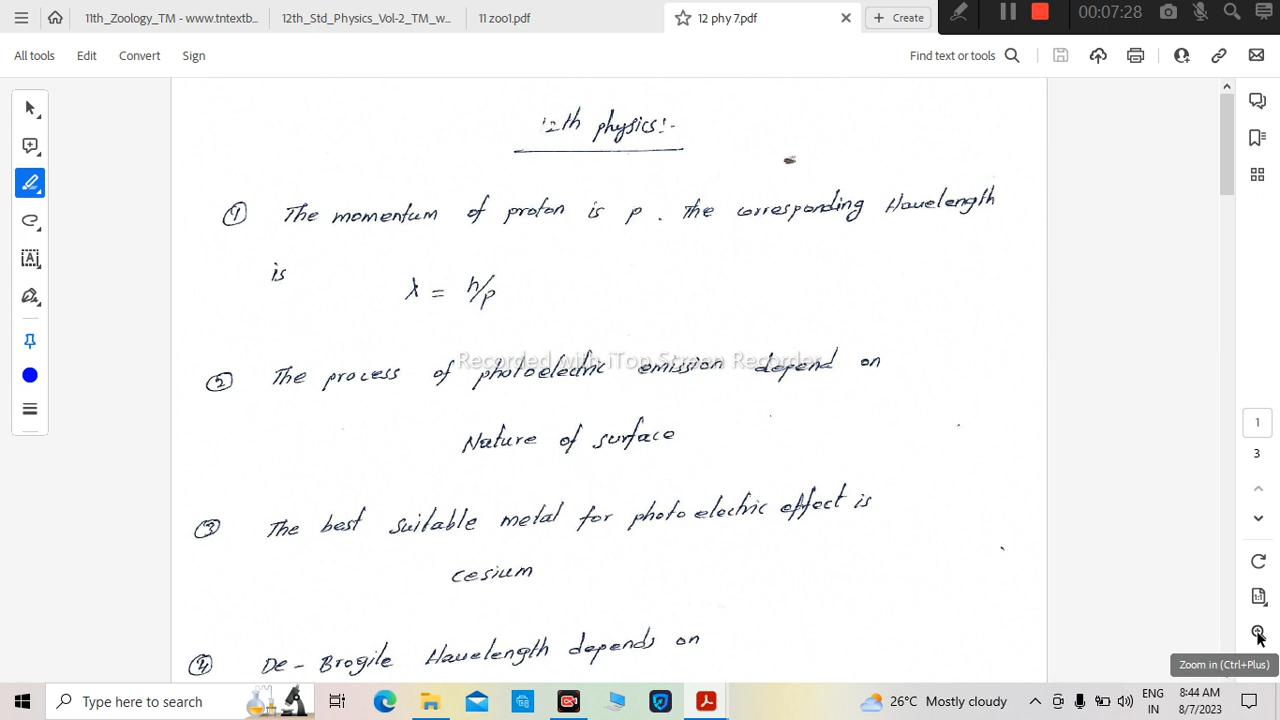 11th_Zoology_TM - www.tntextb...
12th_Std_Physics_Vol-2_TM_w...
11 zoo1.pdf
12 phy 7.pdf
Create
00:07:28
All tools
Edit
Convert
Sign
Find text or tools
12th physics:-
① The momentum of proton is p. The corresponding Wavelength
is
λ = h/p
Recorded with iTop Screen Recorder
② The process of photoelectric emission depend on
Nature of surface
③ The best suitable metal for photoelectric effect is
cesium
④ De-Brogile Wavelength depends on
1
3
Zoom in (Ctrl+Plus)
Type here to search
26°C Mostly cloudy
ENG
IN
8:44 AM
8/7/2023